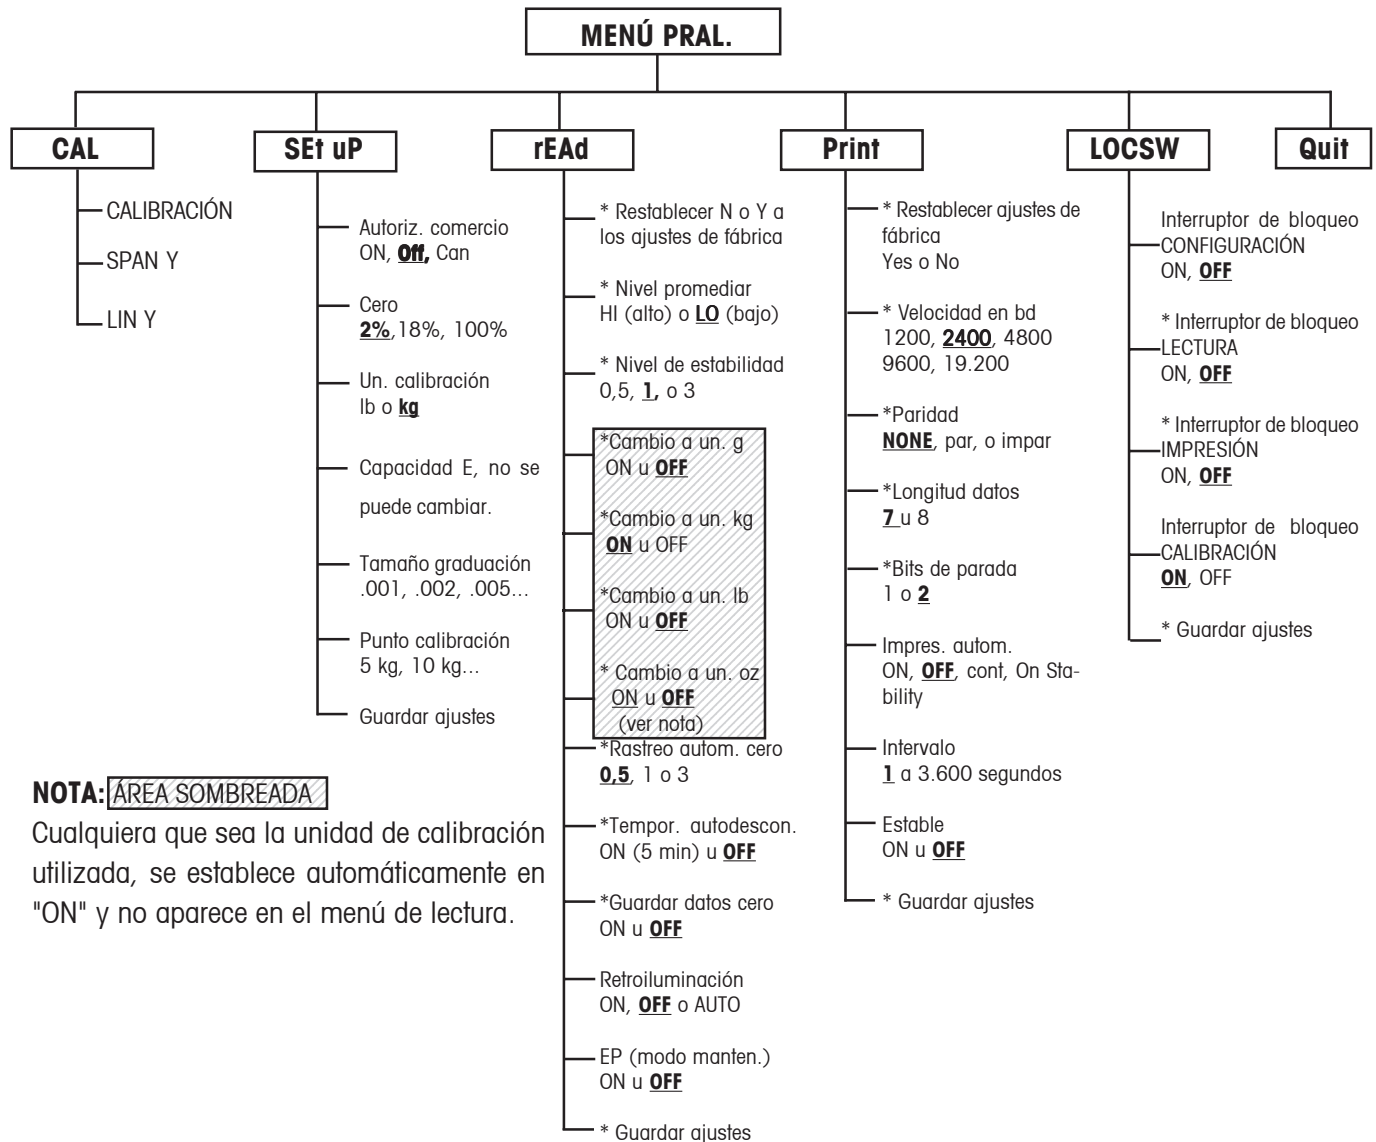 MENÚ PRAL.
CAL
CALIBRACIÓN
SPAN Y
LIN Y
SEt uP
Autoriz. comercio
ON, Off, Can
Cero
2%,18%, 100%
Un. calibración
lb o kg
Capacidad E, no se
puede cambiar.
Tamaño graduación
.001, .002, .005...
Punto calibración
5 kg, 10 kg...
Guardar ajustes
rEAd
* Restablecer N o Y a
los ajustes de fábrica
* Nivel promediar
HI (alto) o LO (bajo)
* Nivel de estabilidad
0,5, 1, o 3
*Cambio a un. g
ON u OFF
*Cambio a un. kg
ON u OFF
*Cambio a un. lb
ON u OFF
* Cambio a un. oz
ON u OFF
(ver nota)
*Rastreo autom. cero
0,5, 1 o 3
*Tempor. autodescon.
ON (5 min) u OFF
*Guardar datos cero
ON u OFF
Retroiluminación
ON, OFF o AUTO
EP (modo manten.)
ON u OFF
* Guardar ajustes
Print
* Restablecer ajustes de
fábrica
Yes o No
* Velocidad en bd
1200, 2400, 4800
9600, 19.200
*Paridad
NONE, par, o impar
*Longitud datos
7 u 8
*Bits de parada
1 o 2
Impres. autom.
ON, OFF, cont, On Sta-
bility
Intervalo
1 a 3.600 segundos
Estable
ON u OFF
* Guardar ajustes
LOCSW
Interruptor de bloqueo
CONFIGURACIÓN
ON, OFF
* Interruptor de bloqueo
LECTURA
ON, OFF
* Interruptor de bloqueo
IMPRESIÓN
ON, OFF
Interruptor de bloqueo
CALIBRACIÓN
ON, OFF
* Guardar ajustes
Quit
NOTA: ÁREA SOMBREADA
Cualquiera que sea la unidad de calibración
utilizada, se establece automáticamente en
"ON" y no aparece en el menú de lectura.